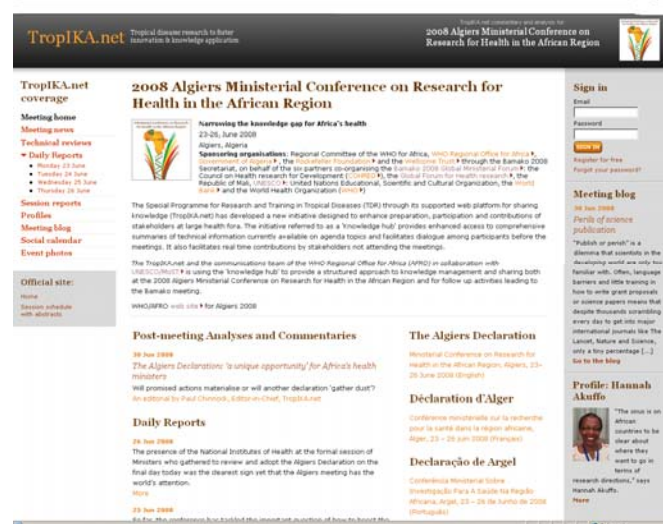 TropIKA.net
Tropical disease research to foster
innovation & knowledge application
TropIKA.net commentary and analysis for
2008 Algiers Ministerial Conference on
Research for Health in the African Region
TropIKA.net
coverage
Meeting home
Meeting news
Technical reviews
Daily Reports
Monday 23 June
Tuesday 24 June
Wednesday 25 June
Thursday 26 June
Session reports
Profiles
Meeting blog
Social calendar
Event photos
Official site:
Home
Session schedule
with abstracts
2008 Algiers Ministerial Conference on Research for
Health in the African Region
Narrowing the knowledge gap for Africa's health
23-26, June 2008
Algiers, Algeria
Sponsoring organisations: Regional Committee of the WHO for Africa, WHO Regional Office for Africa,
Government of Algeria, the Rockefeller Foundation and the Wellcome Trust through the Bamako 2008
Secretariat, on behalf of the six partners co-organising the Bamako 2008 Global Ministerial Forum: the
Council on Health research for Development (COHRED), the Global Forum for Health research, the
Republic of Mali, UNESCO: United Nations Educational, Scientific and Cultural Organization, the World
Bank and the World Health Organization (WHO)
The Special Programme for Research and Training in Tropical Diseases (TDR) through its supported web platform for sharing
knowledge (TropIKA.net) has developed a new initiative designed to enhance preparation, participation and contributions of
stakeholders at large health fora. The initiative referred to as a 'knowledge hub' provides enhanced access to comprehensive
summaries of technical information currently available on agenda topics and facilitates dialogue among participants before the
meetings. It also facilitates real time contributions by stakeholders not attending the meetings.
The TropIKA.net and the communications team of the WHO Regional Office for Africa (AFRO) in collaboration with
UNESCO/MoST is using the 'knowledge hub' to provide a structured approach to knowledge management and sharing both
at the 2008 Algiers Ministerial Conference on Research for Health in the African Region and for follow up activities leading to
the Bamako meeting.
WHO/AFRO web site for Algiers 2008
Post-meeting Analyses and Commentaries
30 Jun 2008
The Algiers Declaration: 'a unique opportunity' for Africa's health
ministers
Will promised actions materialise or will another declaration 'gather dust'?
An editorial by Paul Chinnock, Editor-in-Chief, TropIKA.net
Daily Reports
26 Jun 2008
The presence of the National Institutes of Health at the formal session of
Ministers who gathered to review and adopt the Algiers Declaration on the
final day today was the clearest sign yet that the Algiers meeting has the
world's attention.
More
25 Jun 2008
So far, the conference has tackled the important question of how to boost the
The Algiers Declaration
Ministerial Conference on Research for
Health in the African Region, Algiers, 23-
26 June 2008 (English)
Déclaration d'Alger
Conférence ministérielle sur la recherche
pour la santé dans la région africaine,
Alger, 23 – 26 juin 2008 (Français)
Declaração de Argel
Conferência Ministerial Sobre
Investigação Para A Saúde Na Região
Africana, Argel, 23 – 26 de Junho de 2008
(Português)
Sign in
Email
Password
SIGN IN
Register for free
Forgot your password?
Meeting blog
30 Jun 2008
Perils of science
publication
"Publish or perish" is a
dilemma that scientists in the
developing world are only too
familiar with. Often, language
barriers and little training in
how to write grant proposals
or science papers means that
despite thousands scrambling
every day to get into major
international journals like The
Lancet, Nature and Science,
only a tiny percentage [...]
Go to the blog
Profile: Hannah
Akuffo
"The onus is on
African
countries to be
clear about
where they
want to go in
terms of
research directions," says
Hannah Akuffo.
More